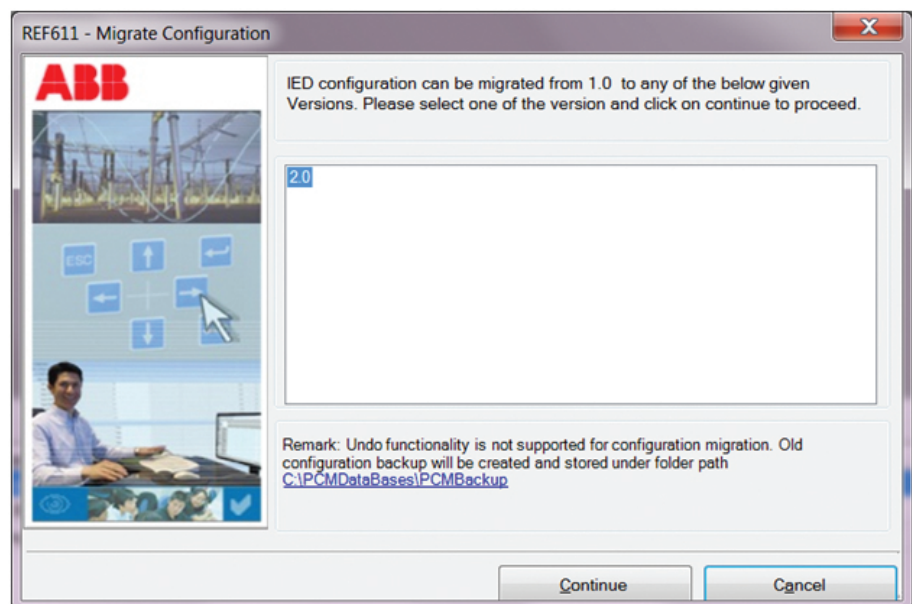 REF611 - Migrate Configuration
X
ABB
IED configuration can be migrated from 1.0 to any of the below given
Versions. Please select one of the version and click on continue to proceed.
2.0
ESC
Remark: Undo functionality is not supported for configuration migration. Old
configuration backup will be created and stored under folder path
C:\PCMDataBases\PCMBackup
Continue
Cancel